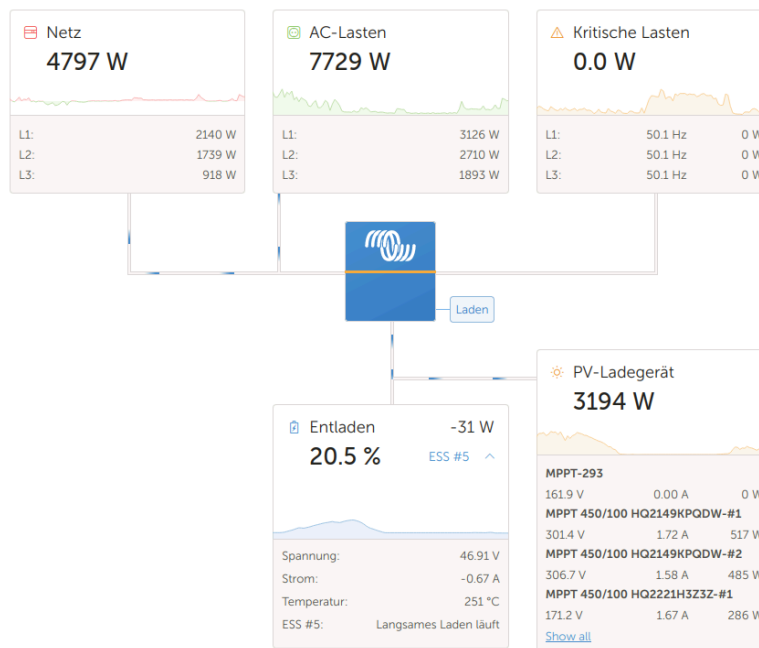 Netz
4797 W
L1: 2140 W
L2: 1739 W
L3: 918 W
AC-Lasten
7729 W
L1: 3126 W
L2: 2710 W
L3: 1893 W
Kritische Lasten
0.0 W
L1: 50.1 Hz 0 W
L2: 50.1 Hz 0 W
L3: 50.1 Hz 0 W
Laden
Entladen -31 W
20.5 % ESS #5
Spannung: 46.91 V
Strom: -0.67 A
Temperatur: 251 °C
ESS #5: Langsames Laden läuft
PV-Ladegerät
3194 W
MPPT-293
161.9 V 0.00 A 0 W
MPPT 450/100 HQ2149KPQDW-#1
301.4 V 1.72 A 517 W
MPPT 450/100 HQ2149KPQDW-#2
306.7 V 1.58 A 485 W
MPPT 450/100 HQ2221H3Z3Z-#1
171.2 V 1.67 A 286 W
Show all